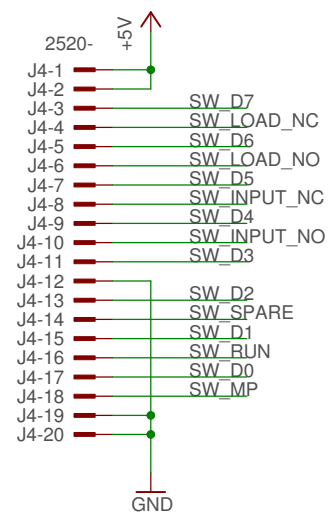 +5V
2520-
J4-1
J4-2
J4-3 SW_D7
J4-4 SW_LOAD_NC
J4-5 SW_D6
J4-6 SW_LOAD_NO
J4-7 SW_D5
J4-8 SW_INPUT_NC
J4-9 SW_D4
J4-10 SW_INPUT_NO
J4-11 SW_D3
J4-12
J4-13 SW_D2
J4-14 SW_SPARE
J4-15 SW_D1
J4-16 SW_RUN
J4-17 SW_D0
J4-18 SW_MP
J4-19
J4-20
GND